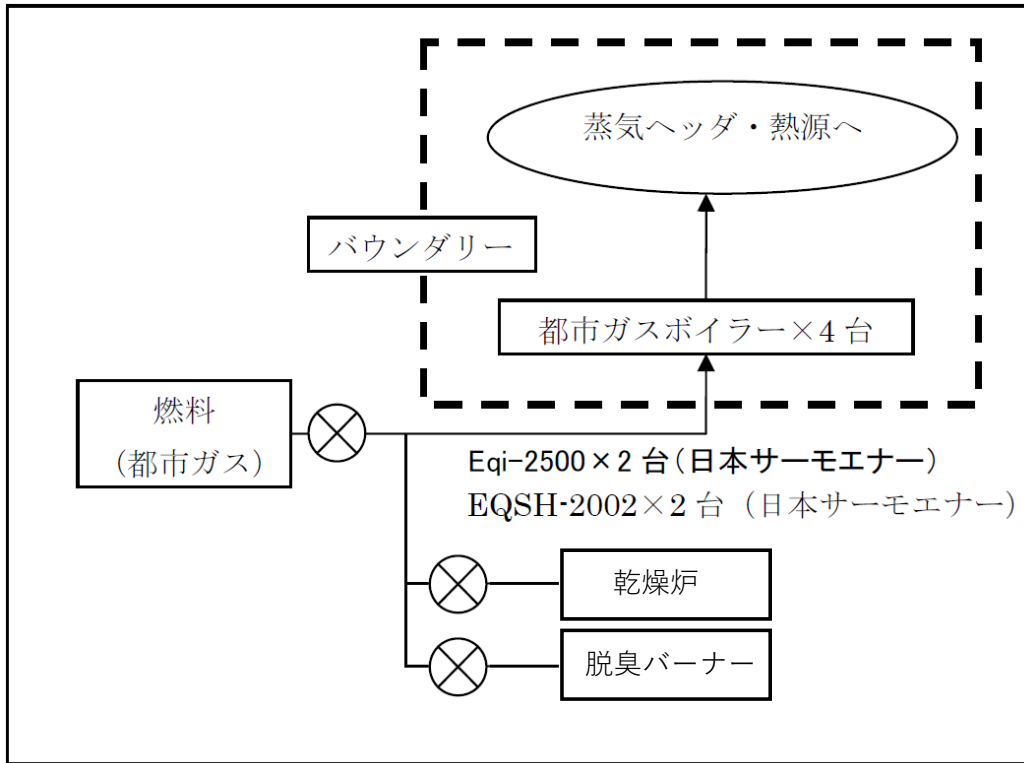 蒸気ヘッダ・熱源へ
バウンダリー
都市ガスボイラー×4 台
燃料
（都市ガス）
Eqi-2500×2 台（日本サーモエナー）
EQSH-2002×2 台（日本サーモエナー）
乾燥炉
脱臭バーナー